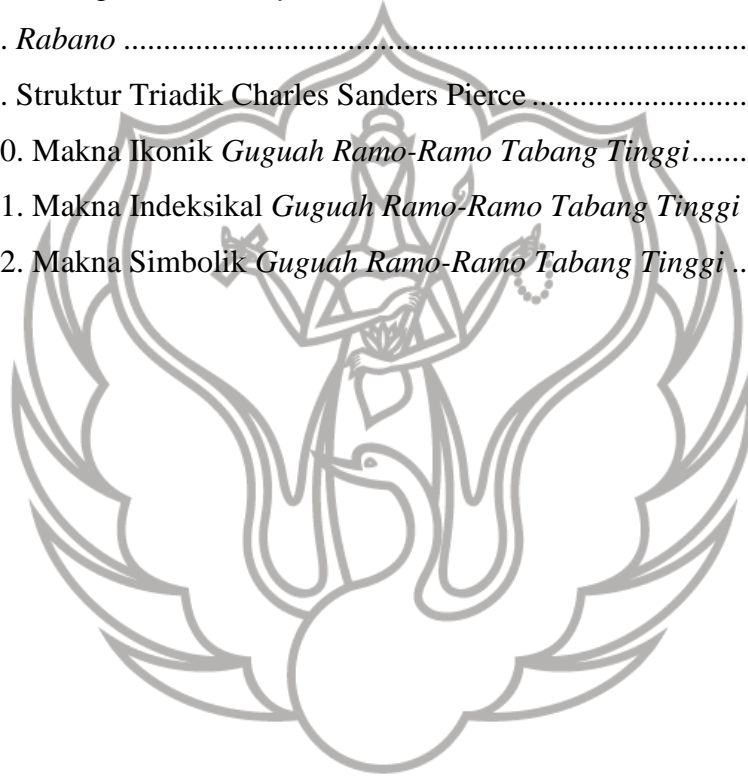 . Rabano ........................................................................................
. Struktur Triadik Charles Sanders Pierce ..............................
0. Makna Ikonik Guguah Ramo-Ramo Tabang Tinggi.......
1. Makna Indeksikal Guguah Ramo-Ramo Tabang Tinggi
2. Makna Simbolik Guguah Ramo-Ramo Tabang Tinggi ..